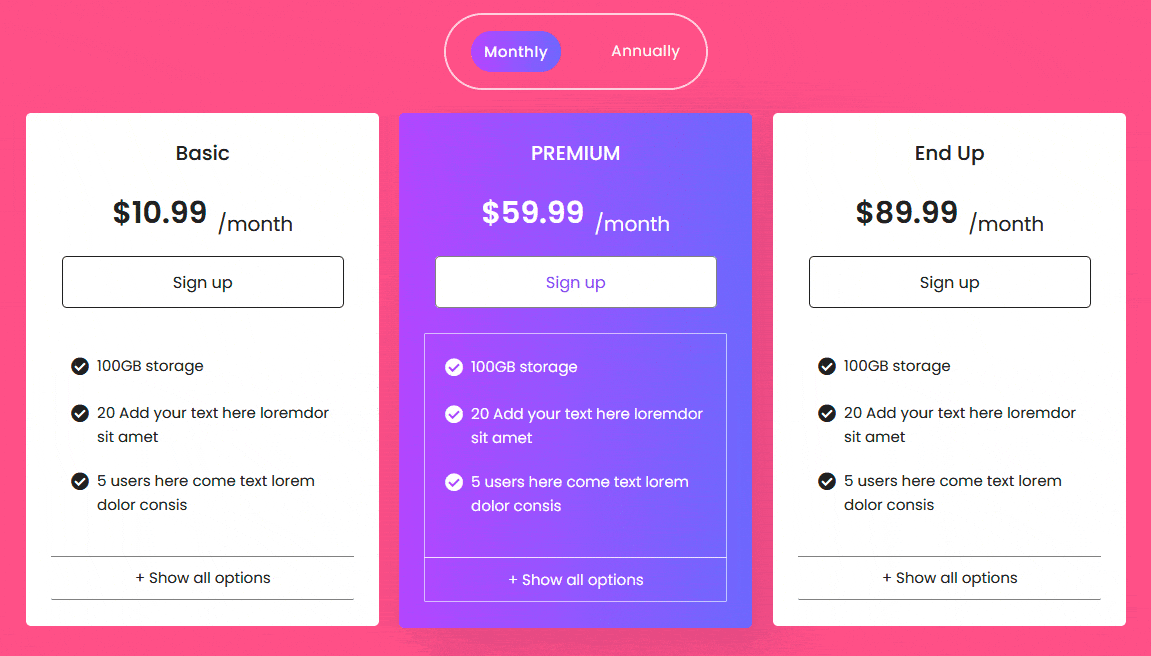 Monthly Annually
Basic
$10.99 /month
Sign up
100GB storage
20 Add your text here loremdor
sit amet
5 users here come text lorem
dolor consis
+ Show all options
PREMIUM
$59.99 /month
Sign up
100GB storage
20 Add your text here loremdor
sit amet
5 users here come text lorem
dolor consis
+ Show all options
End Up
$89.99 /month
Sign up
100GB storage
20 Add your text here loremdor
sit amet
5 users here come text lorem
dolor consis
+ Show all options